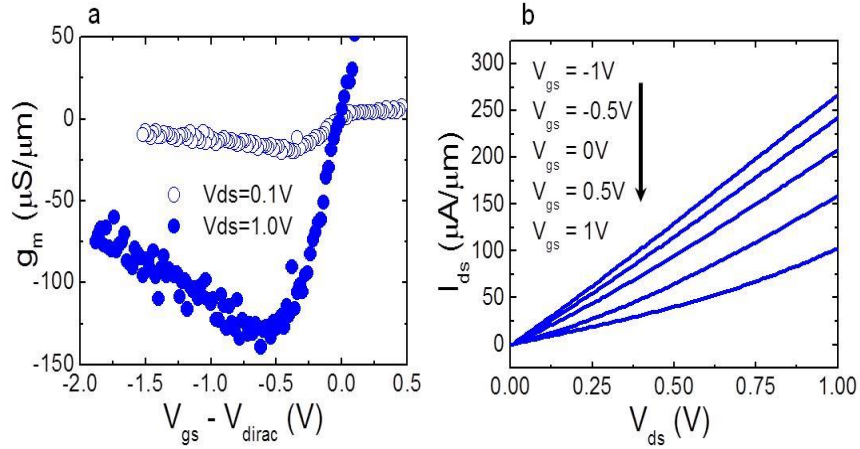 a
50
0
-50
-100
-150
g_m (μS/μm)
Vds=0.1V
Vds=1.0V
-2.0 -1.5 -1.0 -0.5 0.0 0.5
V_gs - V_dirac (V)
b
300
250
200
150
100
50
0
I_ds (μA/μm)
V_gs = -1V
V_gs = -0.5V
V_gs = 0V
V_gs = 0.5V
V_gs = 1V
0.00 0.25 0.50 0.75 1.00
V_ds (V)